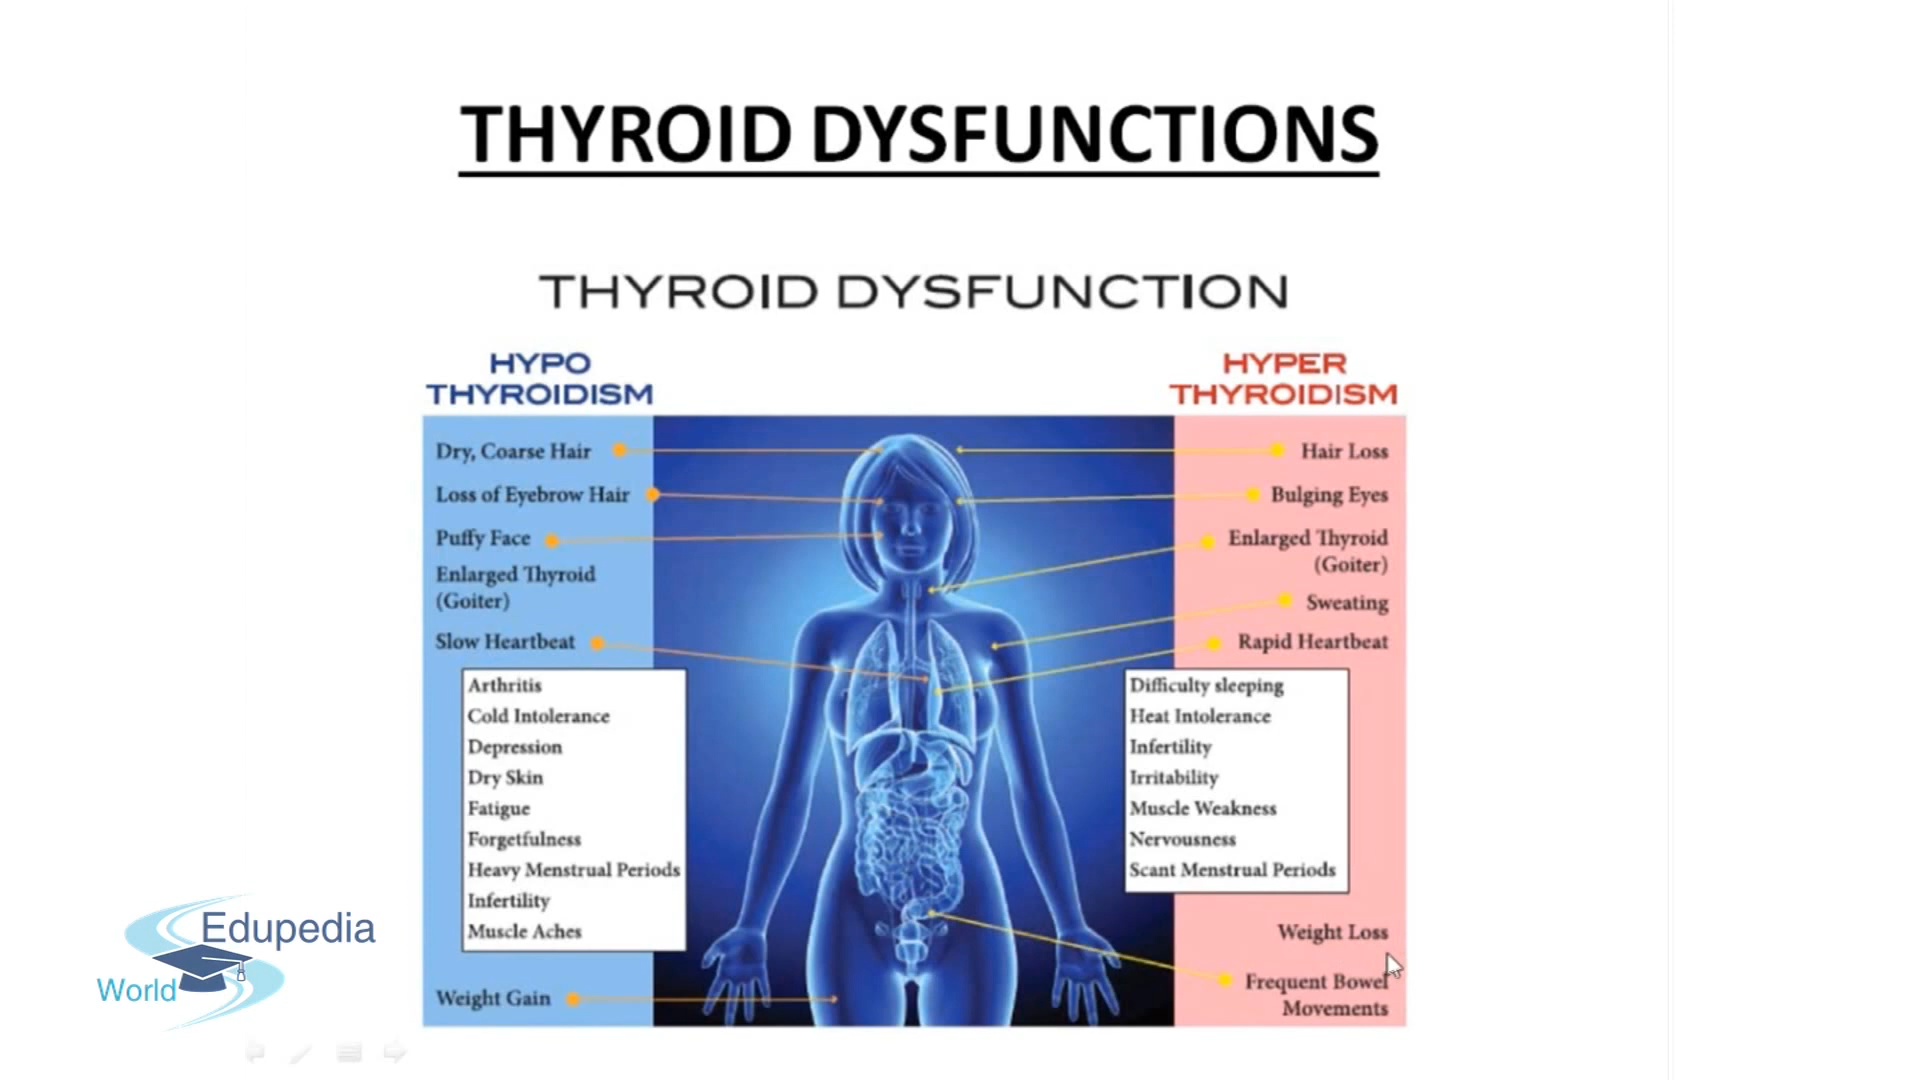 THYROID DYSFUNCTIONS
THYROID DYSFUNCTION
HYPO
THYROIDISM
Dry, Coarse Hair
Loss of Eyebrow Hair
Puffy Face
Enlarged Thyroid
(Goiter)
Slow Heartbeat
Arthritis
Cold Intolerance
Depression
Dry Skin
Fatigue
Forgetfulness
Heavy Menstrual Periods
Infertility
Muscle Aches
Weight Gain
HYPER
THYROIDISM
Hair Loss
Bulging Eyes
Enlarged Thyroid
(Goiter)
Sweating
Rapid Heartbeat
Difficulty sleeping
Heat Intolerance
Infertility
Irritability
Muscle Weakness
Nervousness
Scant Menstrual Periods
Weight Loss
Frequent Bowel
Movements
Edupedia
World